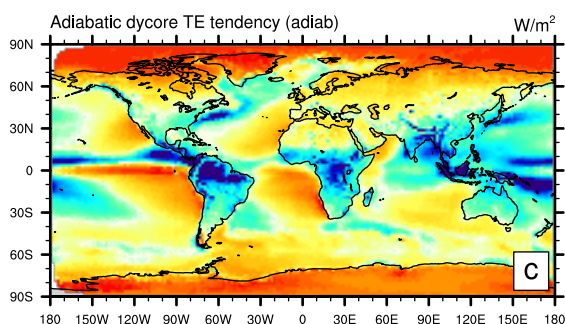 Adiabatic dycore TE tendency (adiab) W/m²
90N
60N
30N
0
30S
60S
90S
C
180 150W 120W 90W 60W 30W 0 30E 60E 90E 120E 150E 180